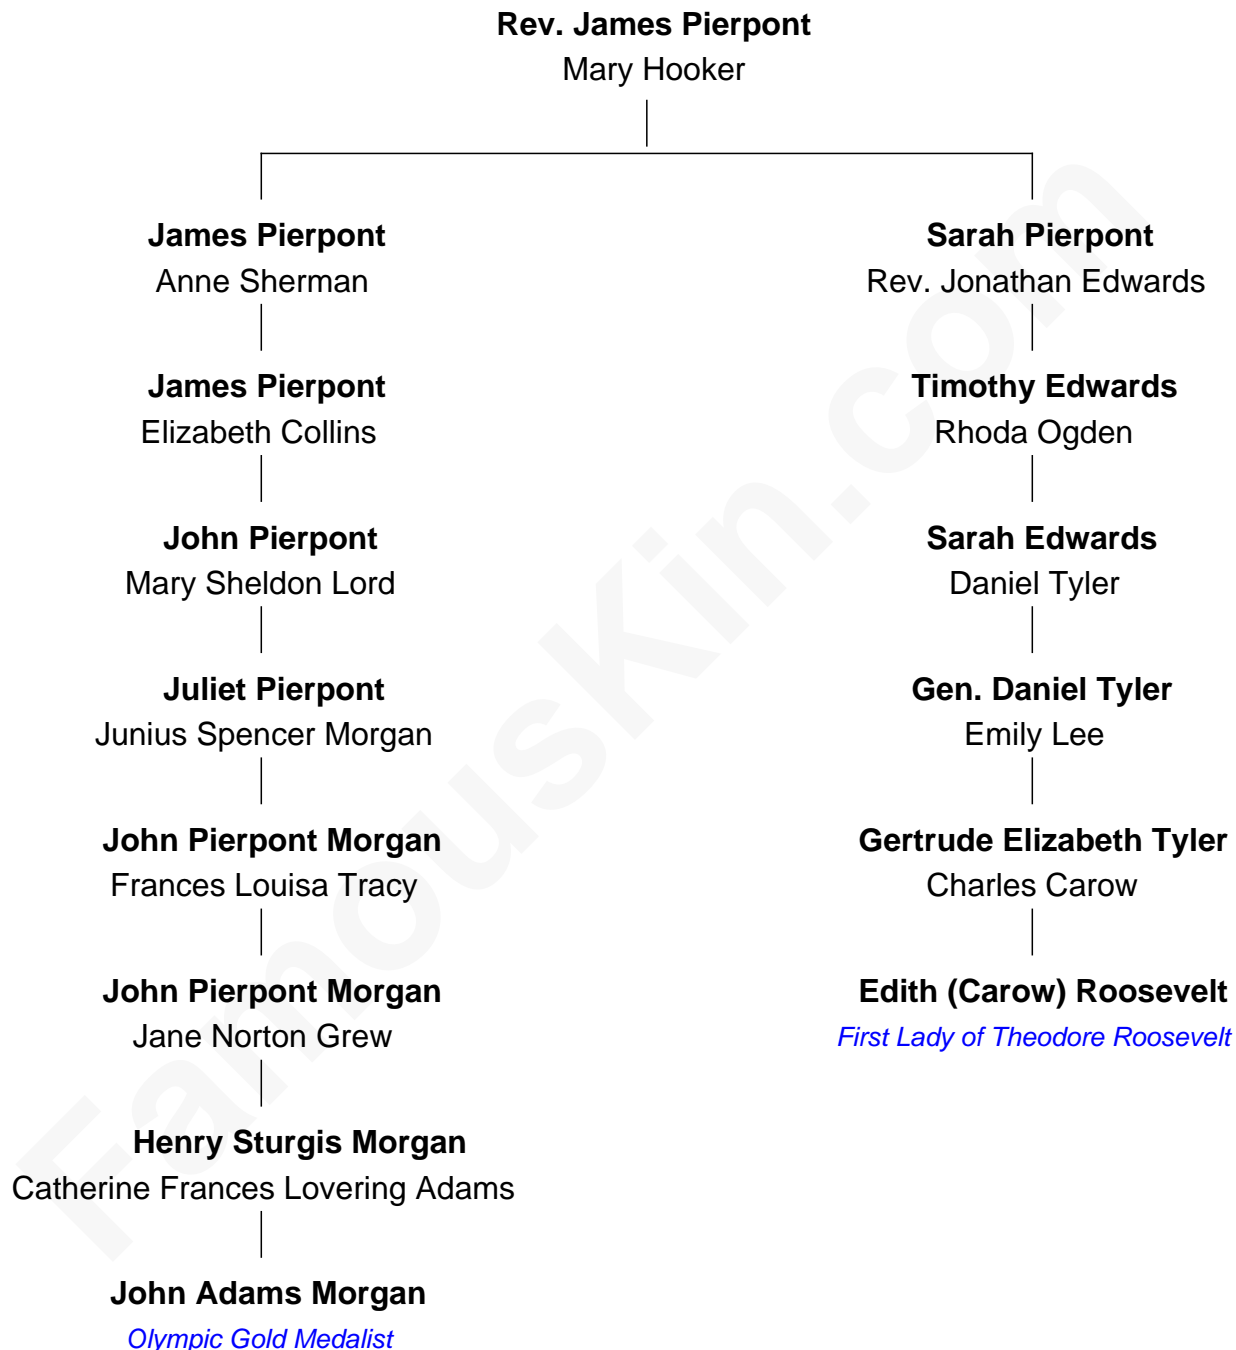 Rev. James Pierpont
Mary Hooker
James Pierpont
Anne Sherman
James Pierpont
Elizabeth Collins
John Pierpont
Mary Sheldon Lord
Juliet Pierpont
Junius Spencer Morgan
John Pierpont Morgan
Frances Louisa Tracy
John Pierpont Morgan
Jane Norton Grew
Henry Sturgis Morgan
Catherine Frances Lovering Adams
John Adams Morgan
Olympic Gold Medalist
Sarah Pierpont
Rev. Jonathan Edwards
Timothy Edwards
Rhoda Ogden
Sarah Edwards
Daniel Tyler
Gen. Daniel Tyler
Emily Lee
Gertrude Elizabeth Tyler
Charles Carow
Edith (Carow) Roosevelt
First Lady of Theodore Roosevelt
FamousKin.com